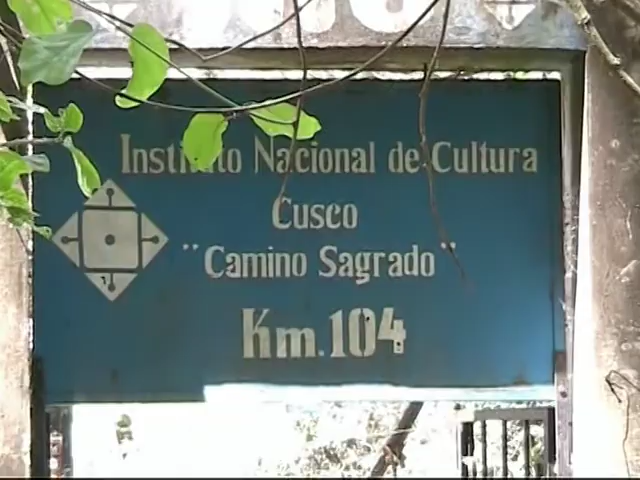 Instituto Nacional de Cultura
Cusco
"Camino Sagrado"
Km. 104